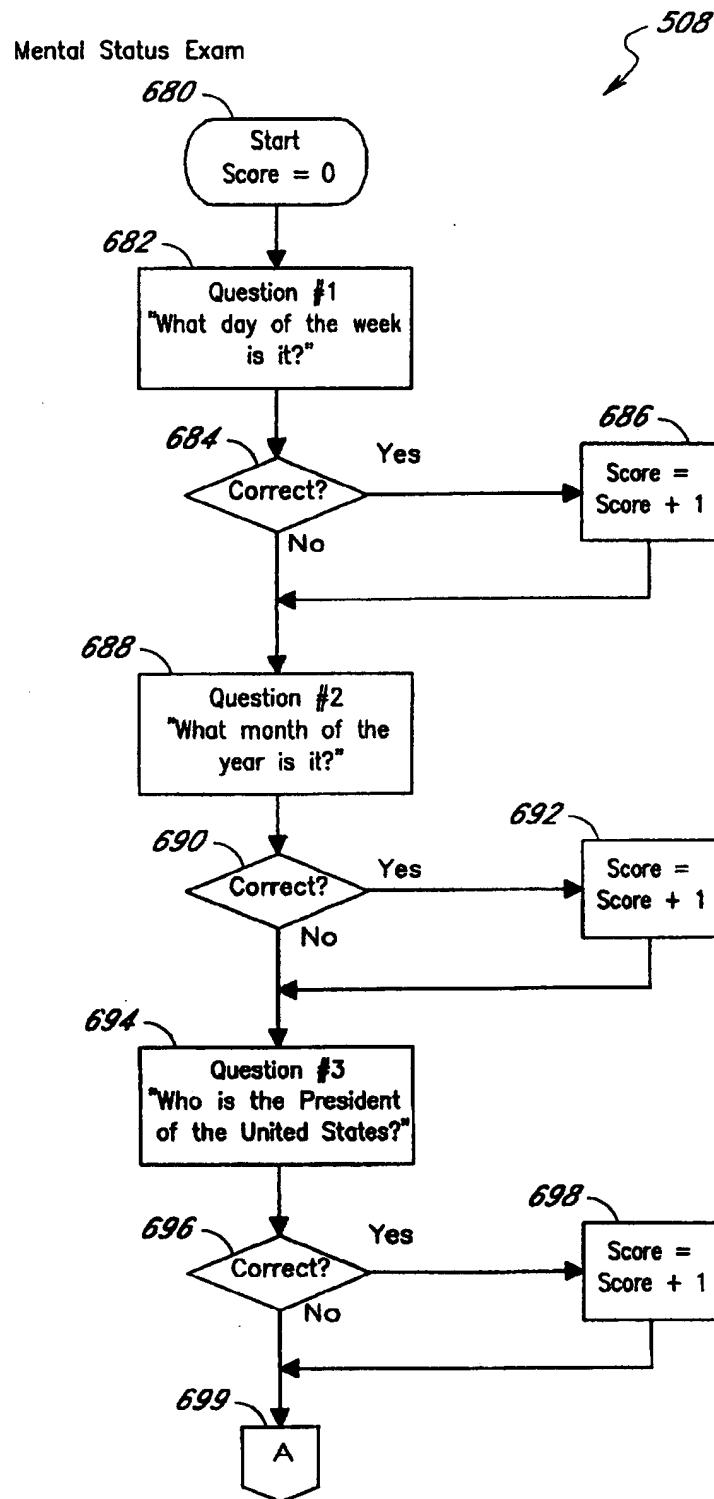 508
Mental Status Exam
680
Start
Score = 0
682
Question #1
"What day of the week
is it?"
684
Correct?
Yes
No
686
Score =
Score + 1
688
Question #2
"What month of the
year is it?"
690
Correct?
Yes
No
692
Score =
Score + 1
694
Question #3
"Who is the President
of the United States?"
696
Correct?
Yes
No
698
Score =
Score + 1
699
A